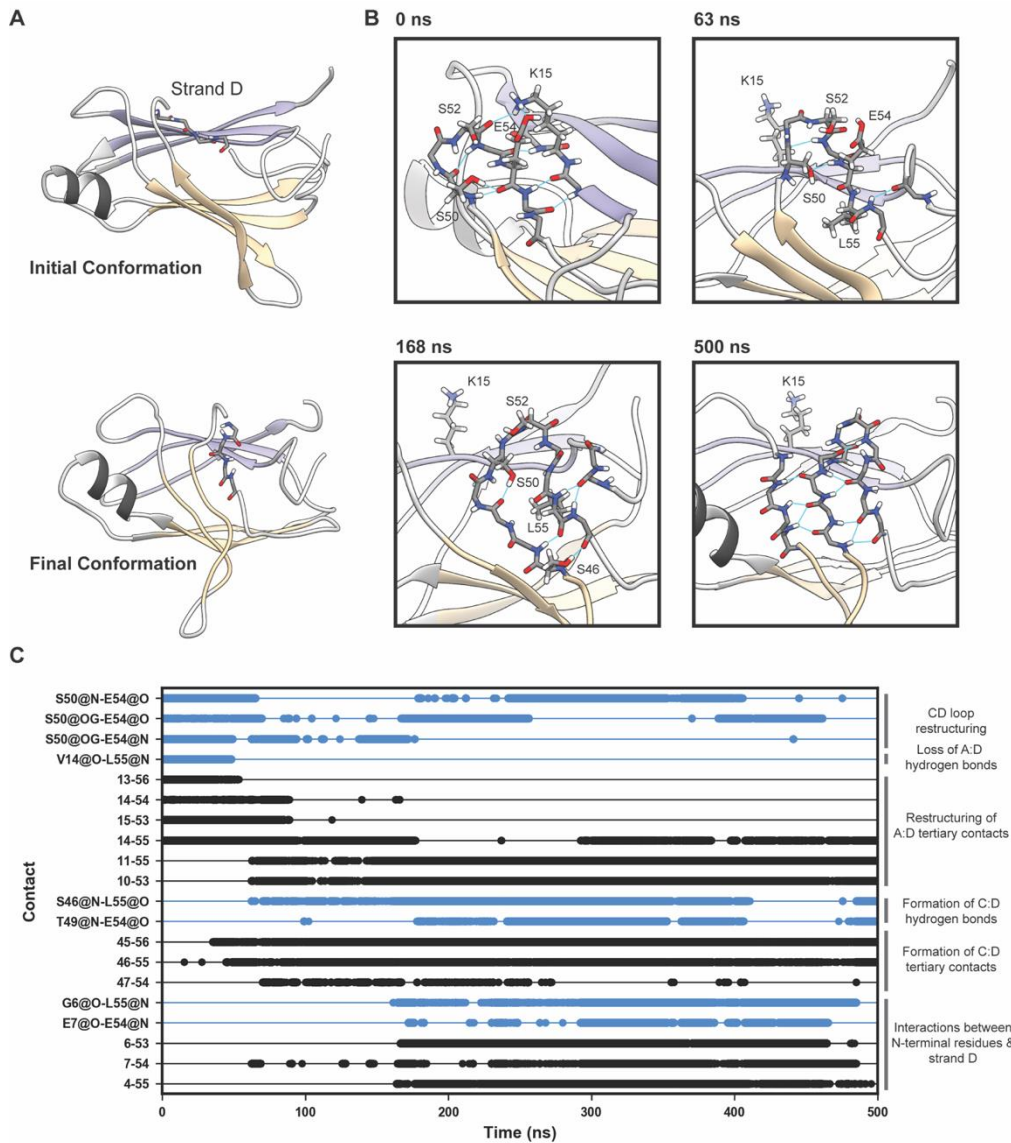 A
Strand D
Initial Conformation
Final Conformation
B
0 ns
K15
S52
E54
S50
63 ns
K15
S52
E54
S50
L55
168 ns
K15
S52
S50
L55
S46
500 ns
K15
C
Contact
S50@N-E54@O
S50@OG-E54@O
S50@OG-E54@N
V14@O-L55@N
13-56
14-54
15-53
14-55
11-55
10-53
S46@N-L55@O
T49@N-E54@O
45-56
46-55
47-54
G6@O-L55@N
E7@O-E54@N
6-53
7-54
4-55
CD loop
restructuring
Loss of A:D
hydrogen bonds
Restructuring of
A:D tertiary contacts
Formation of C:D
hydrogen bonds
Formation of C:D
tertiary contacts
Interactions between
N-terminal residues &
strand D
0
100
200
300
400
500
Time (ns)